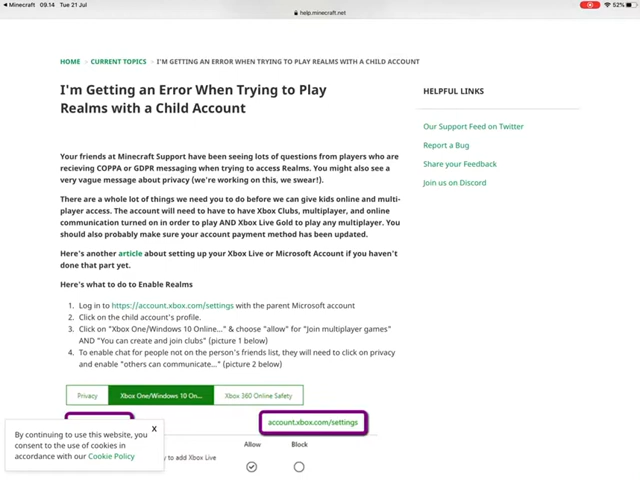 Minecraft 09.14 Tue 21 Jul
52%
help.minecraft.net
HOME > CURRENT TOPICS > I'M GETTING AN ERROR WHEN TRYING TO PLAY REALMS WITH A CHILD ACCOUNT
I'm Getting an Error When Trying to Play
Realms with a Child Account
Your friends at Minecraft Support have been seeing lots of questions from players who are
recieving COPPA or GDPR messaging when trying to access Realms. You might also see a
very vague message about privacy (we're working on this, we swear!).
There are a whole lot of things we need you to do before we can give kids online and multi-
player access. The account will need to have to have Xbox Clubs, multiplayer, and online
communication turned on in order to play AND Xbox Live Gold to play any multiplayer. You
should also probably make sure your account payment method has been updated.
Here's another article about setting up your Xbox Live or Microsoft Account if you haven't
done that part yet.
Here's what to do to Enable Realms
1. Log in to https://account.xbox.com/settings with the parent Microsoft account
2. Click on the child account's profile.
3. Click on "Xbox One/Windows 10 Online..." & choose "allow" for "Join multiplayer games"
AND "You can create and join clubs" (picture 1 below)
4. To enable chat for people not on the person's friends list, they will need to click on privacy
and enable "others can communicate..." (picture 2 below)
Privacy Xbox One/Windows 10 On... Xbox 360 Online Safety
account.xbox.com/settings
Allow Block
y to add Xbox Live
By continuing to use this website, you X
consent to the use of cookies in
accordance with our Cookie Policy
HELPFUL LINKS
Our Support Feed on Twitter
Report a Bug
Share your Feedback
Join us on Discord